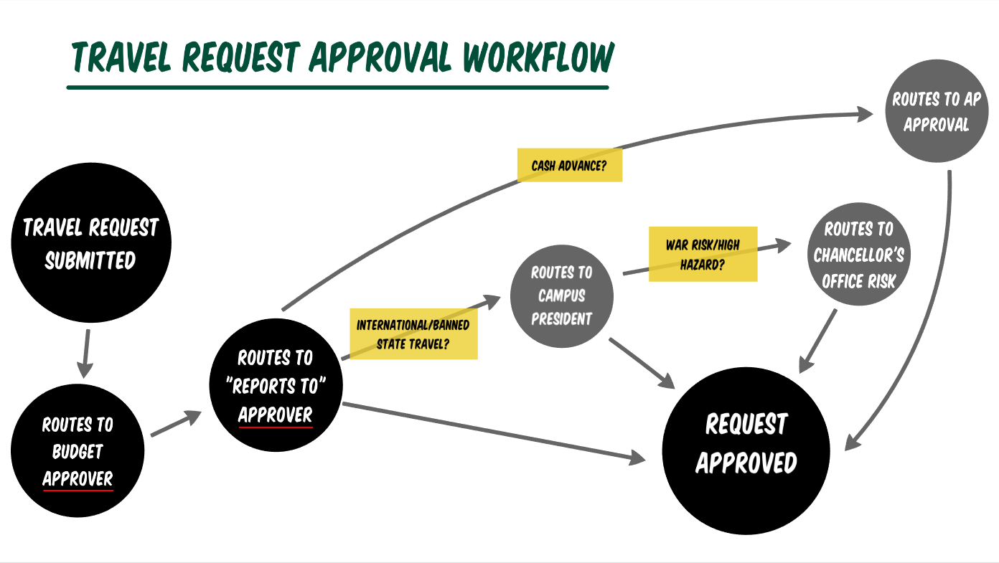 TRAVEL REQUEST APPROVAL WORKFLOW
ROUTES TO AP
APPROVAL
CASH ADVANCE?
TRAVEL REQUEST
SUBMITTED
WAR RISK/HIGH
HAZARD?
ROUTES TO
CHANCELLOR'S
OFFICE RISK
ROUTES TO
CAMPUS
PRESIDENT
INTERNATIONAL/BANNED
STATE TRAVEL?
ROUTES TO
"REPORTS TO"
APPROVER
ROUTES TO
BUDGET
APPROVER
REQUEST
APPROVED